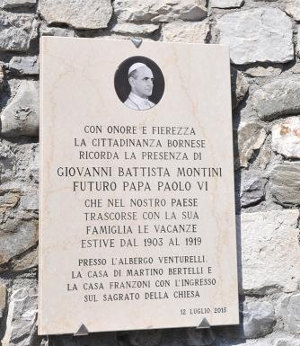 CON ONORE E FIEREZZA
LA CITTADINANZA BORNESE
RICORDA LA PRESENZA DI
GIOVANNI BATTISTA MONTINI
FUTURO PAPA PAOLO VI
CHE NEL NOSTRO PAESE
TRASCORSE CON LA SUA
FAMIGLIA LE VACANZE
ESTIVE DAL 1903 AL 1919
PRESSO L'ALBERGO VENTURELLI.
LA CASA DI MARTINO BERTELLI E
LA CASA FRANZONI CON L'INGRESSO
SUL SAGRATO DELLA CHIESA
12 LUGLIO 2015